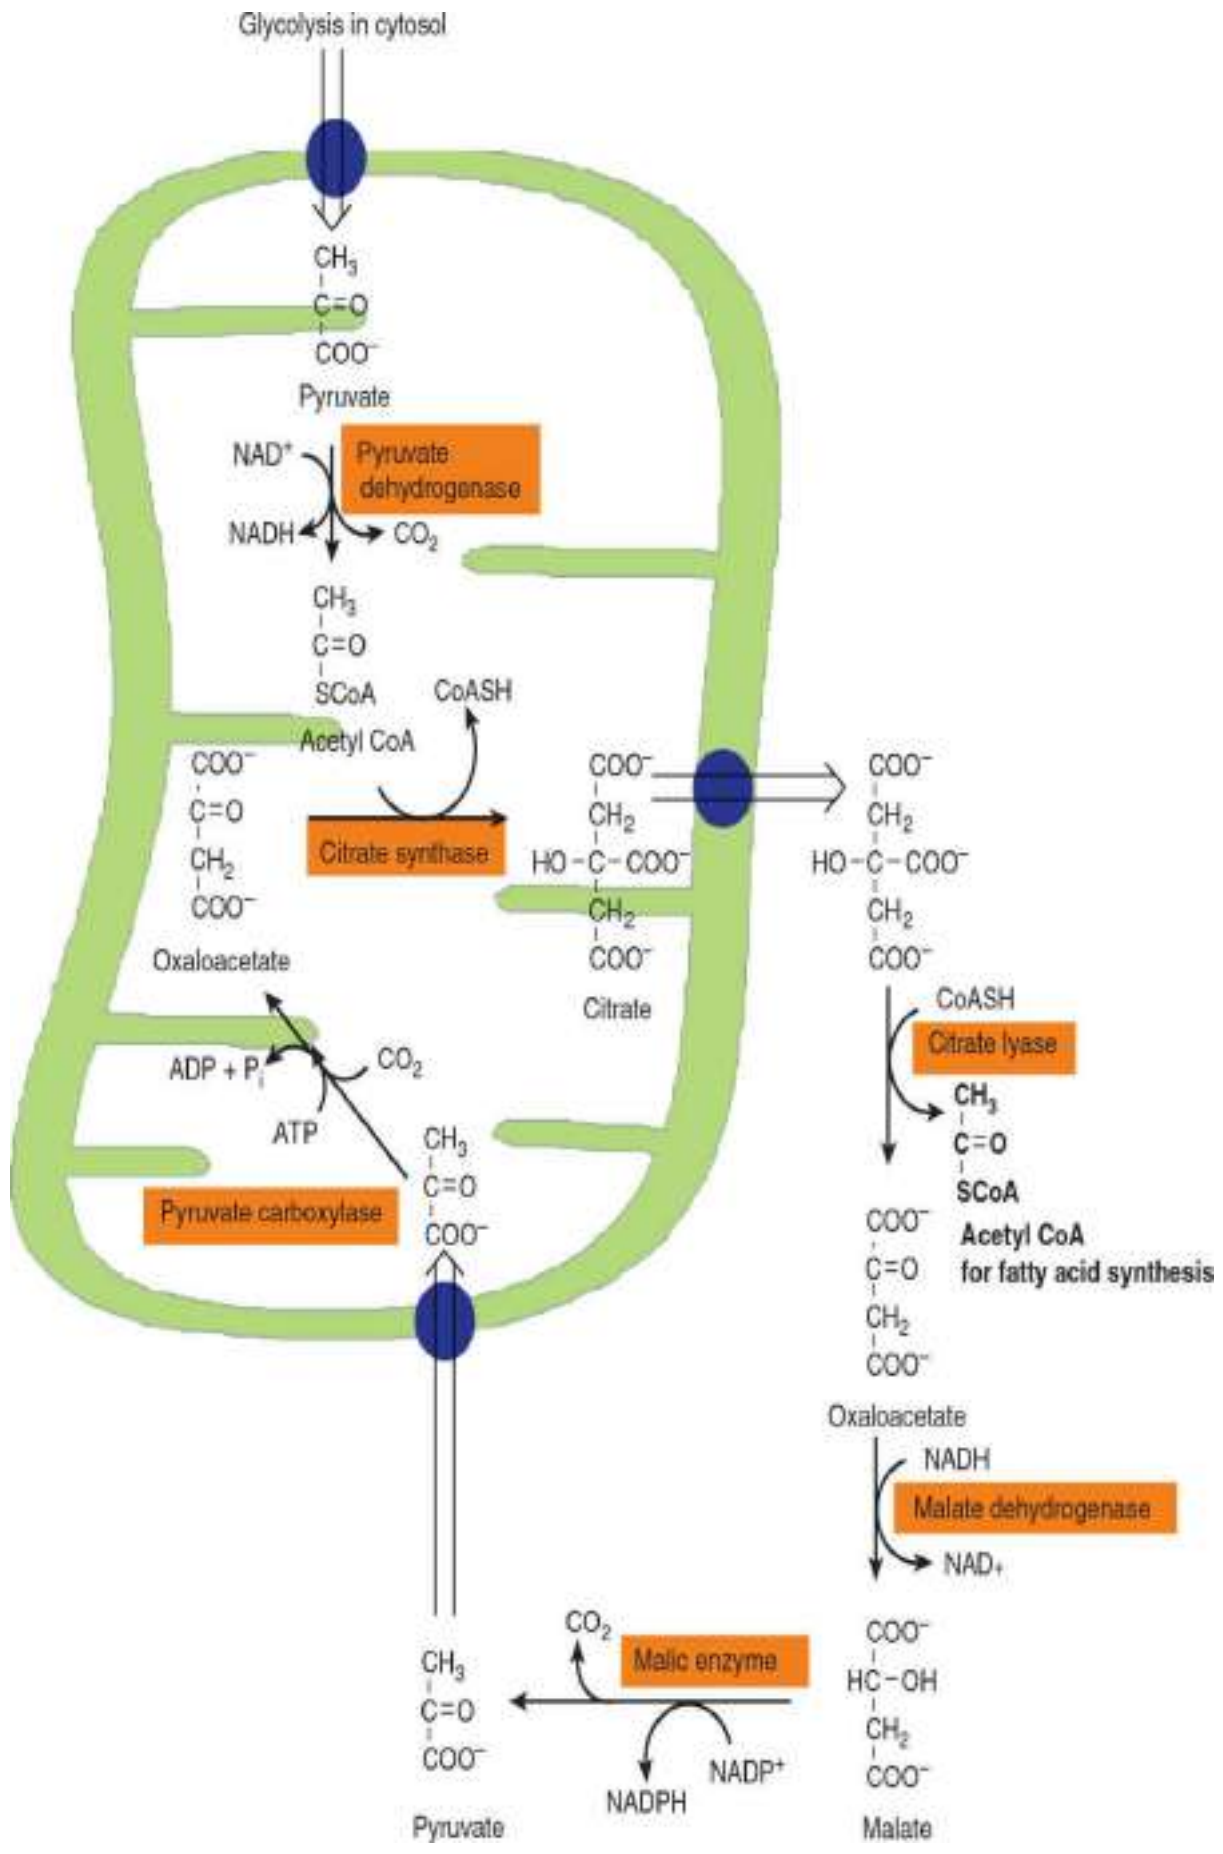 Glycolysis in cytosol
CH₃
C=O
COO⁻
Pyruvate
NAD⁺
Pyruvate
dehydrogenase
NADH
CO₂
CH₃
C=O
SCoA
CoASH
Acetyl CoA
COO⁻
C=O
CH₂
COO⁻
Oxaloacetate
Citrate synthase
COO⁻
CH₂
HO-C-COO⁻
CH₂
COO⁻
Citrate
COO⁻
CH₂
HO-C-COO⁻
CH₂
COO⁻
CoASH
Citrate lyase
CH₃
C=O
SCoA
Acetyl CoA
for fatty acid synthesis
ADP + Pᵢ
CO₂
ATP
CH₃
C=O
COO⁻
Pyruvate carboxylase
COO⁻
C=O
CH₂
COO⁻
Oxaloacetate
NADH
Malate dehydrogenase
NAD+
COO⁻
HC-OH
CH₂
COO⁻
Malate
CO₂
Malic enzyme
NADP⁺
NADPH
CH₃
C=O
COO⁻
Pyruvate